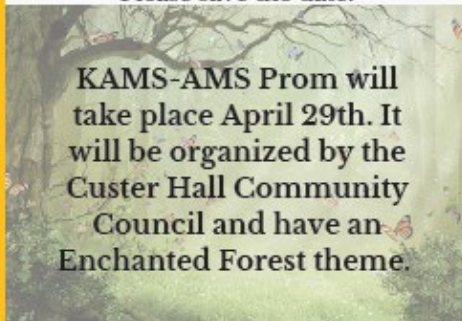 KAMS-AMS Prom will
take place April 29th. It
will be organized by the
Custer Hall Community
Council and have an
Enchanted Forest theme.